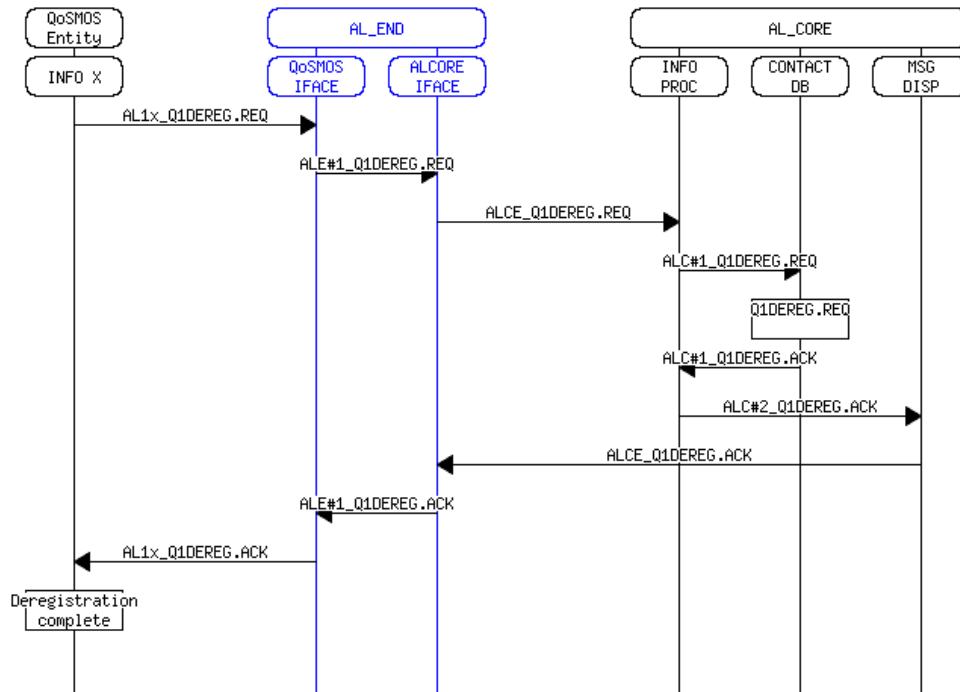 QoSMOS
Entity
AL_END
AL_CORE
INFO X
QoSMOS
IFACE
ALCORE
IFACE
INFO
PROC
CONTACT
DB
MSG
DISP
AL1x_Q1DEREG.REQ
ALE#1_Q1DEREG.REQ
ALCE_Q1DEREG.REQ
ALC#1_Q1DEREG.REQ
Q1DEREG.REQ
ALC#1_Q1DEREG.ACK
ALC#2_Q1DEREG.ACK
ALCE_Q1DEREG.ACK
ALE#1_Q1DEREG.ACK
AL1x_Q1DEREG.ACK
Deregistration
complete